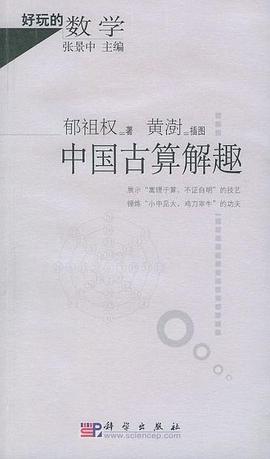 好玩的
数学
张景中 主编
郁祖权 著 黄澍 插图
中国古算解趣
展示“寓理于算、不证自明”的技艺
锤炼“小中见大、鸡刀宰牛”的功夫
科学出版社
www.sciencep.com